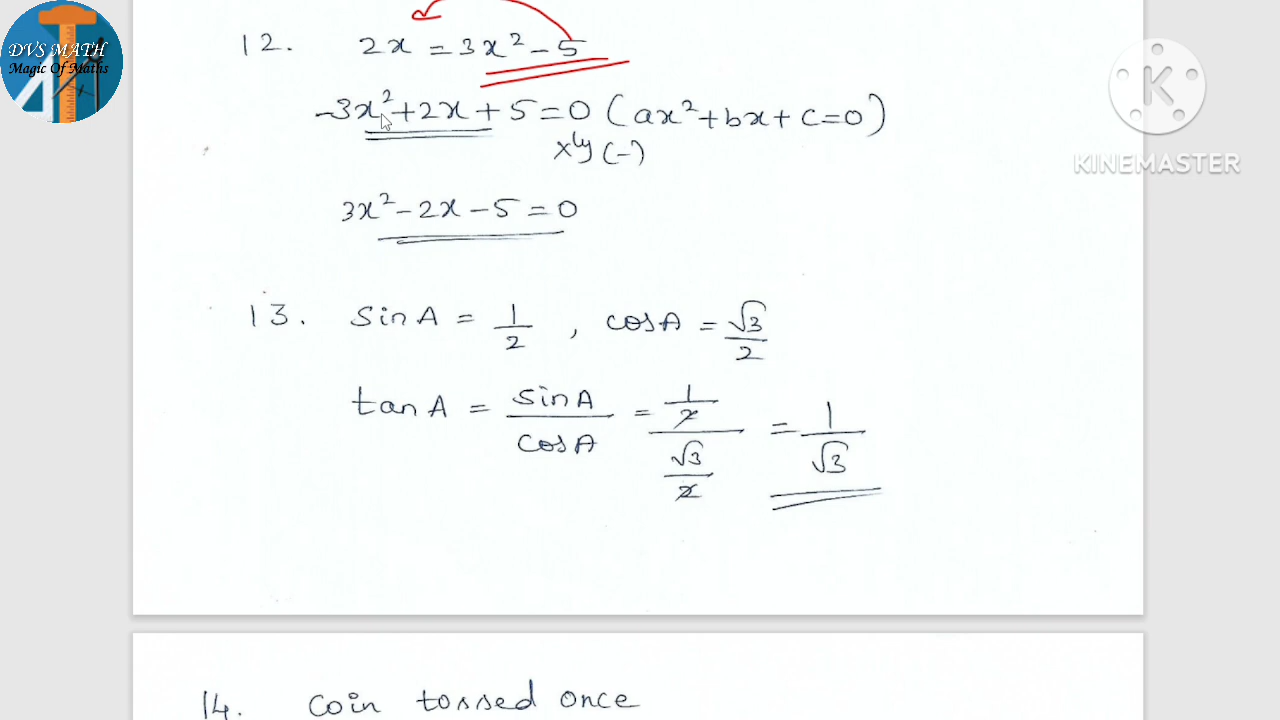 DVS MATH
Magic Of Maths
KINEMASTER
12. 2x = 3x² - 5
-3x² + 2x + 5 = 0 (ax² + bx + c = 0)
xly (-)
3x² - 2x - 5 = 0
13. sin A = 1/2 , cos A = √3/2
tan A = sin A / cos A = (1/2) / (√3/2) = 1/√3
14. Coin tossed once